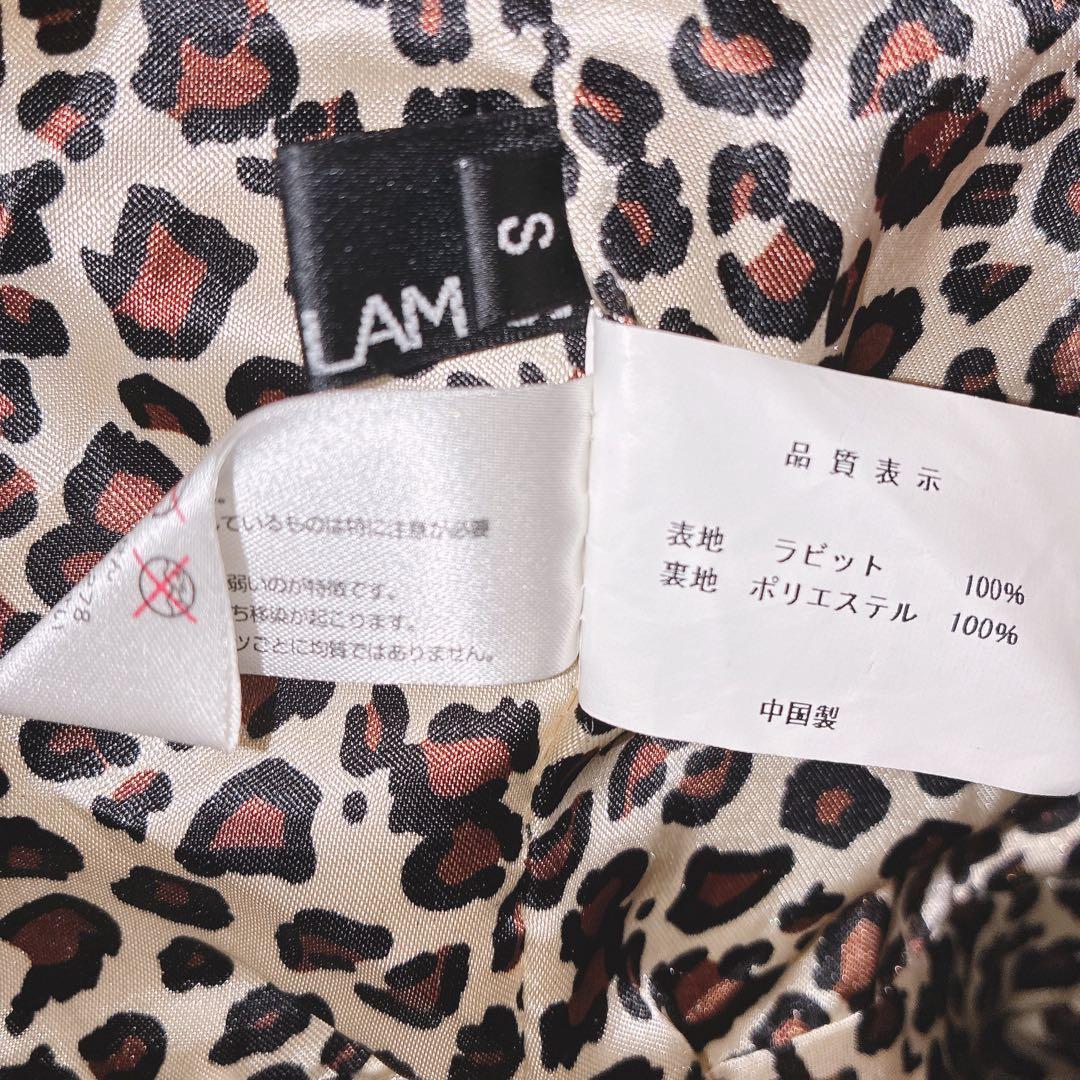 S
LAM
品質表示
表地 ラビット 100%
裏地 ポリエステル 100%
中国製
ているものは特に注意が必要
弱いのが特徴です。
ち移染が起こります。
ツごとに均質ではありません。
78